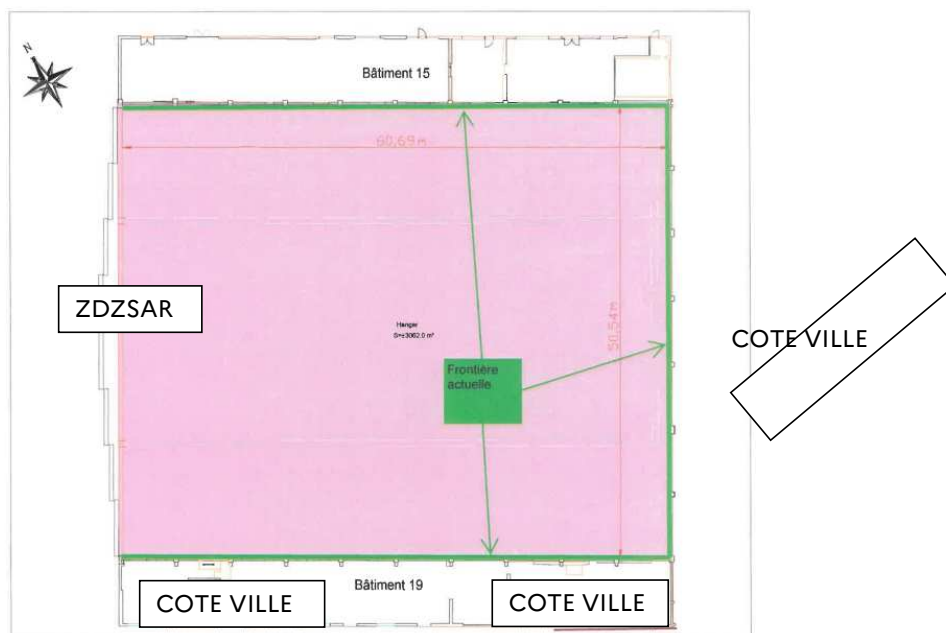 N
Bâtiment 15
60,69 m
ZDZSAR
Hangar
S=±3062.0 m²
50,54 m
COTE VILLE
Frontière
actuelle
Bâtiment 19
COTE VILLE
COTE VILLE